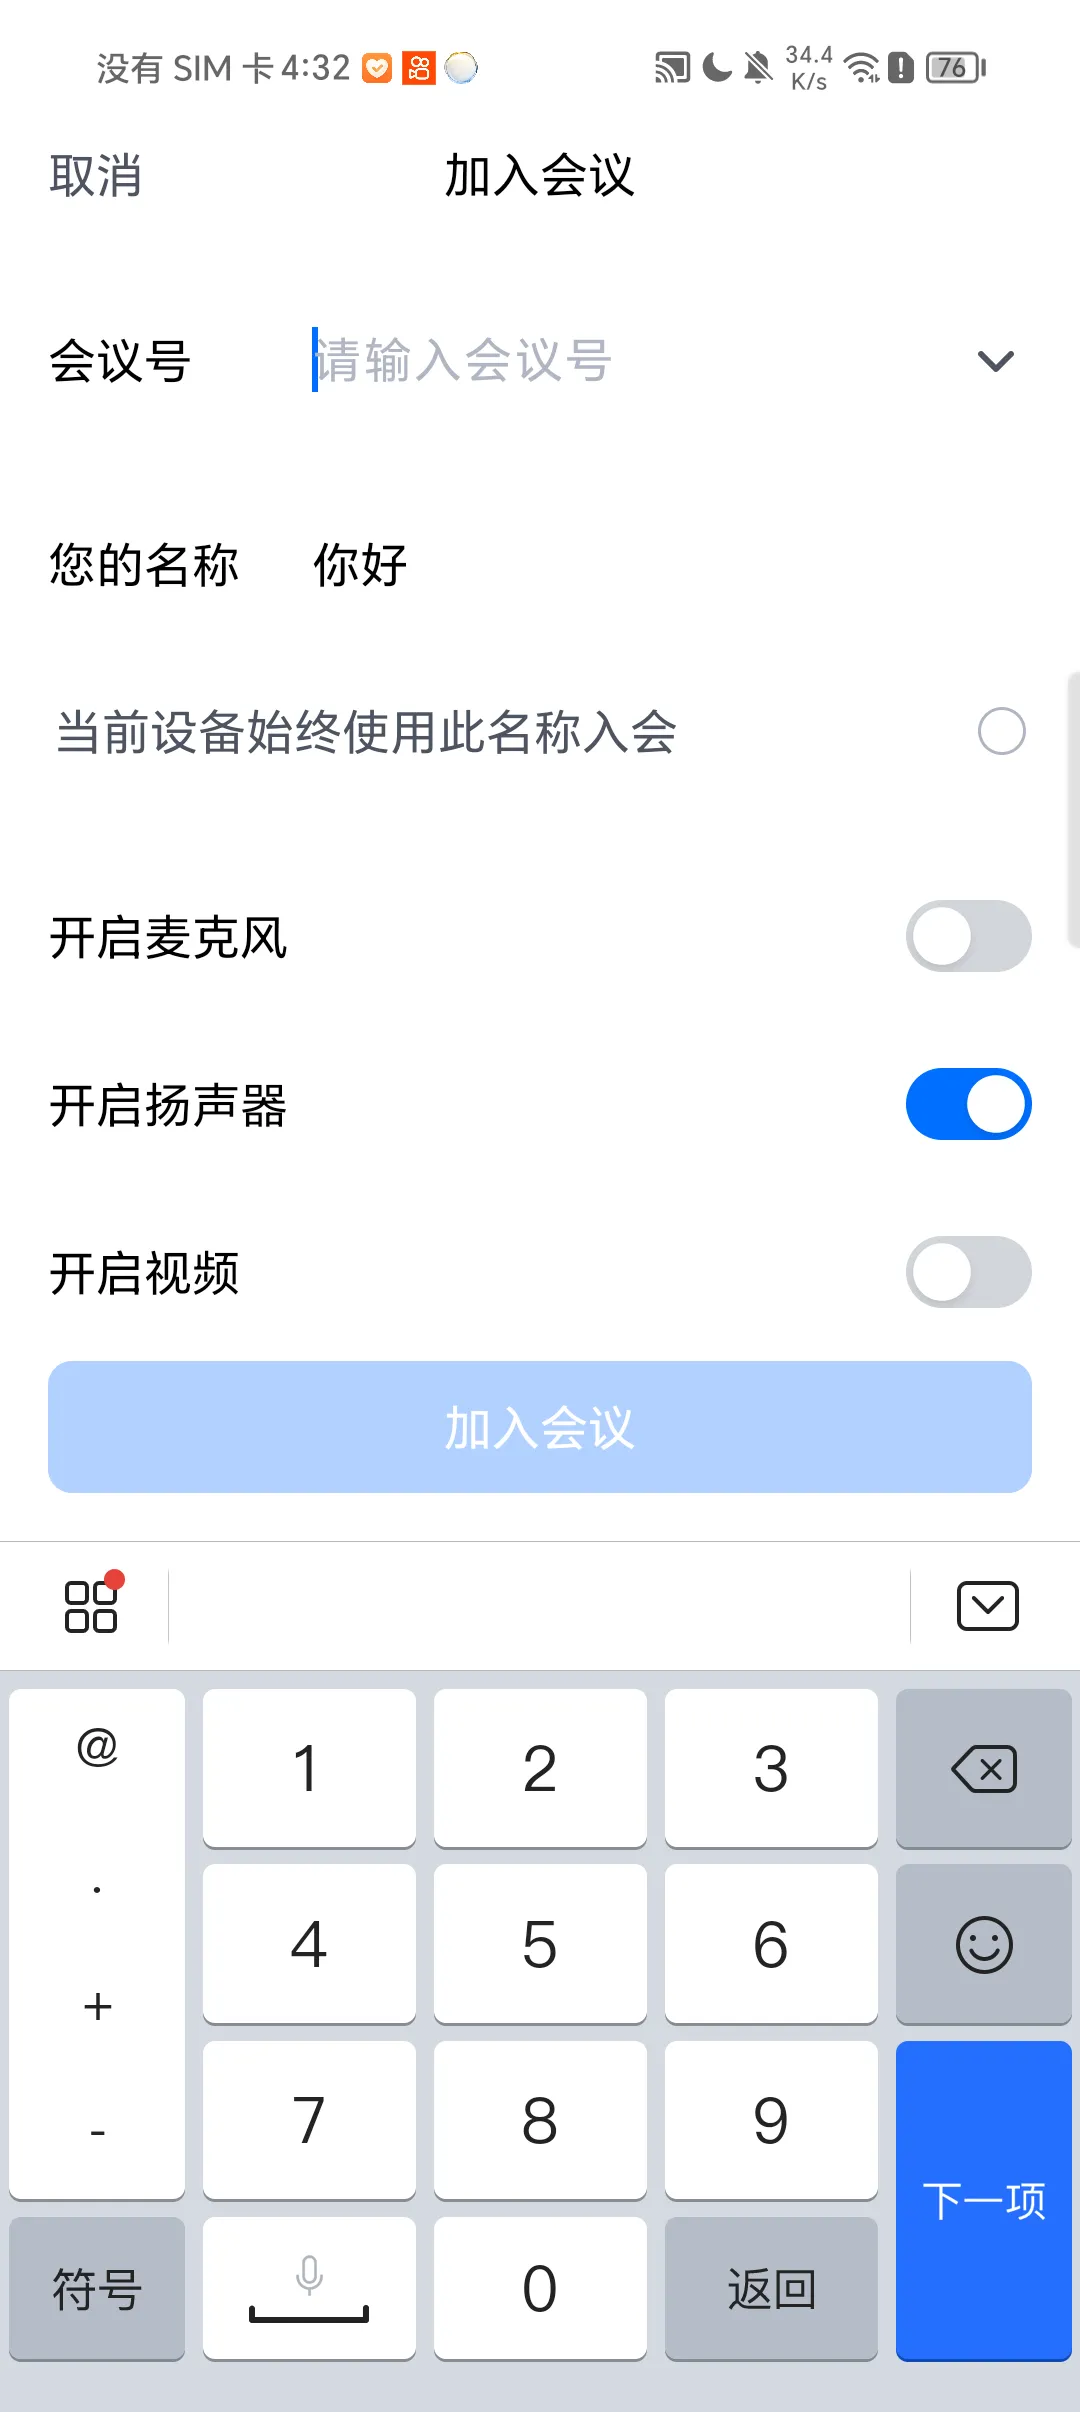 没有 SIM 卡 4:32 34.4 K/s 76
取消 加入会议
会议号 请输入会议号
您的名称 你好
当前设备始终使用此名称入会
开启麦克风
开启扬声器
开启视频
加入会议
@ 1 2 3
. 4 5 6
+
- 7 8 9
下一项
符号 0 返回